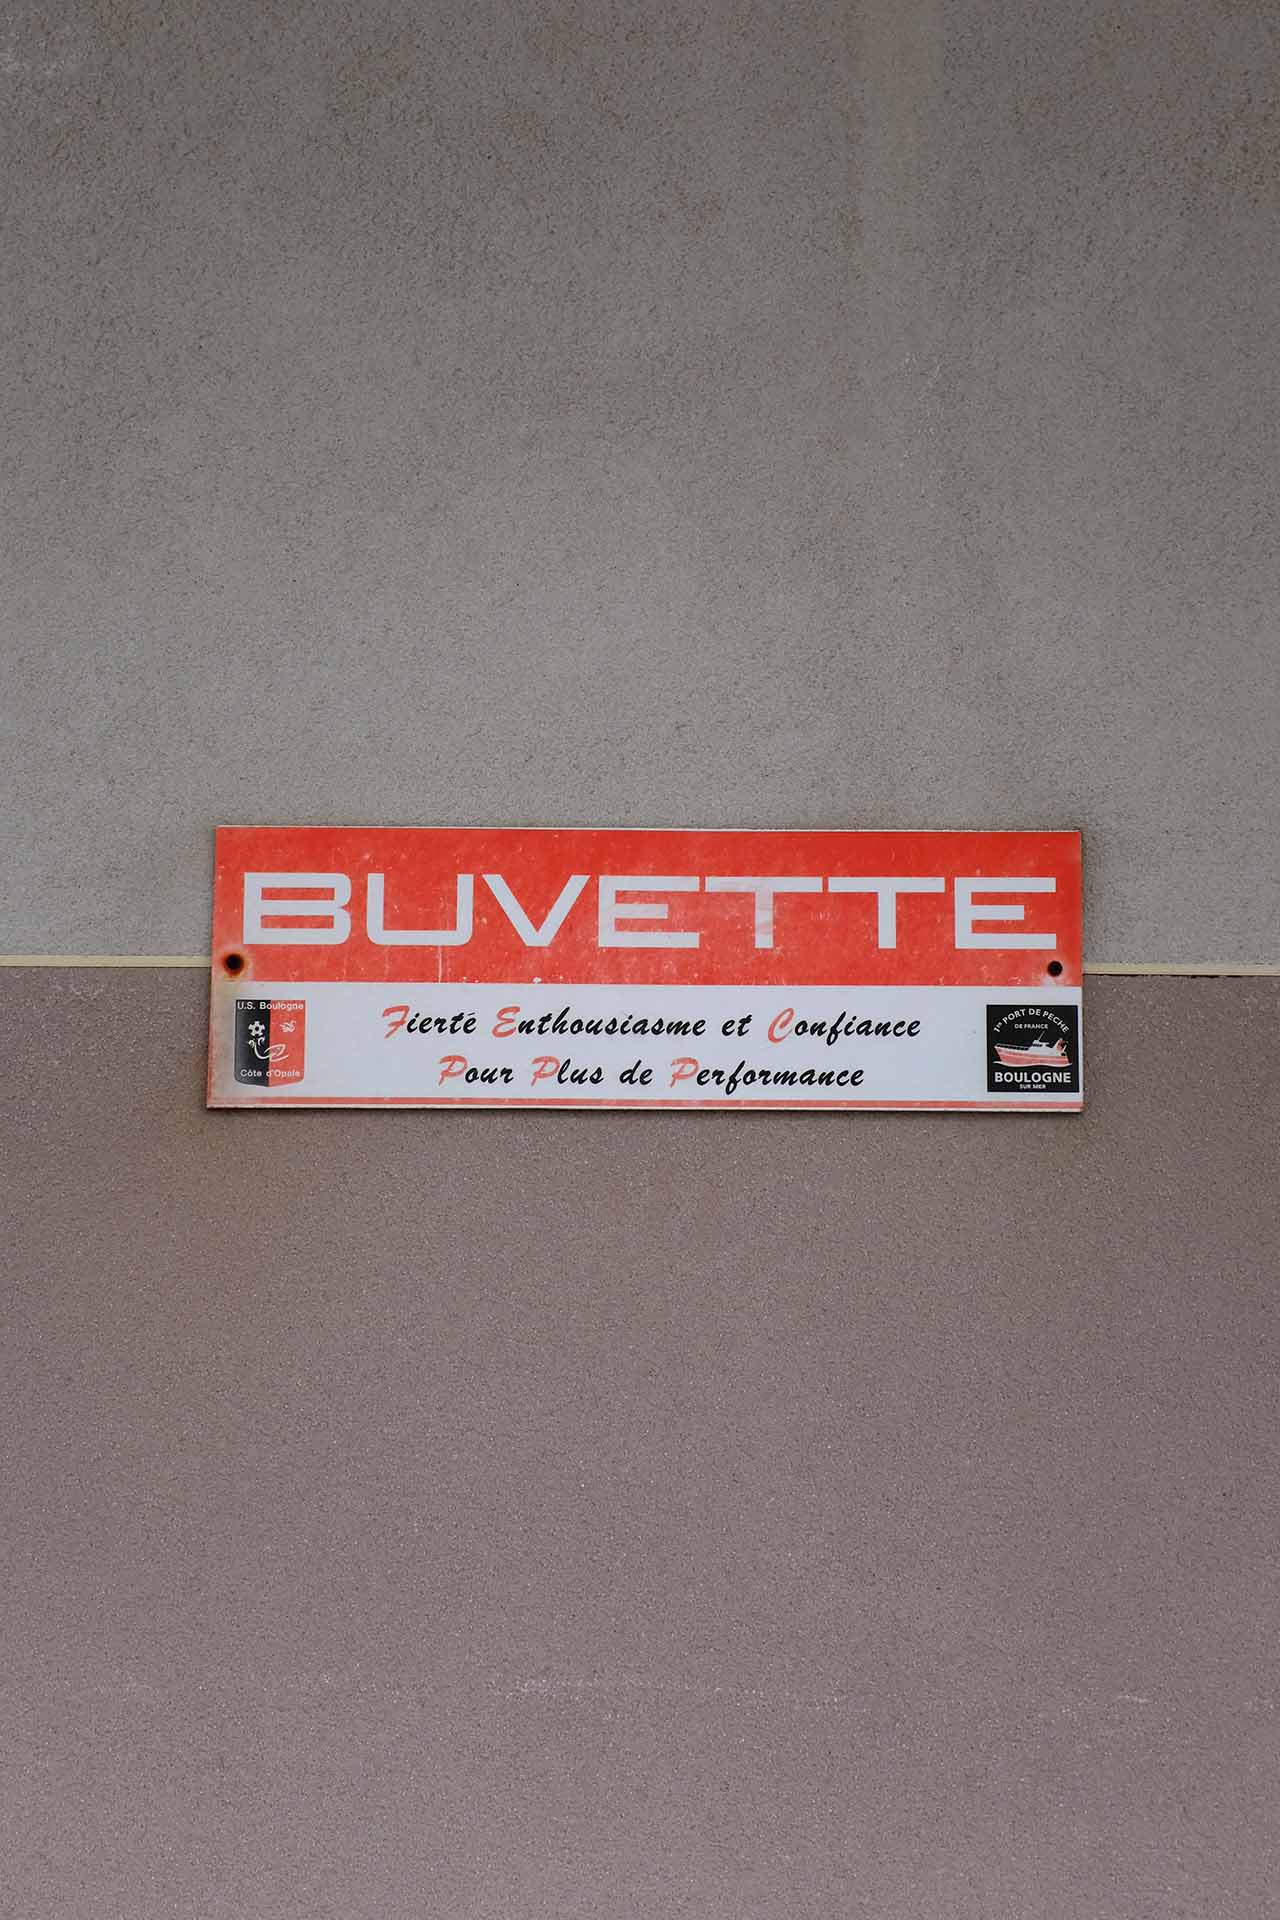 BUVETTE
U.S. Boulogne
Côte d'Opale
Fierté Enthousiasme et Confiance
Pour Plus de Performance
1er PORT DE PECHE
DE FRANCE
BOULOGNE
SUR MER